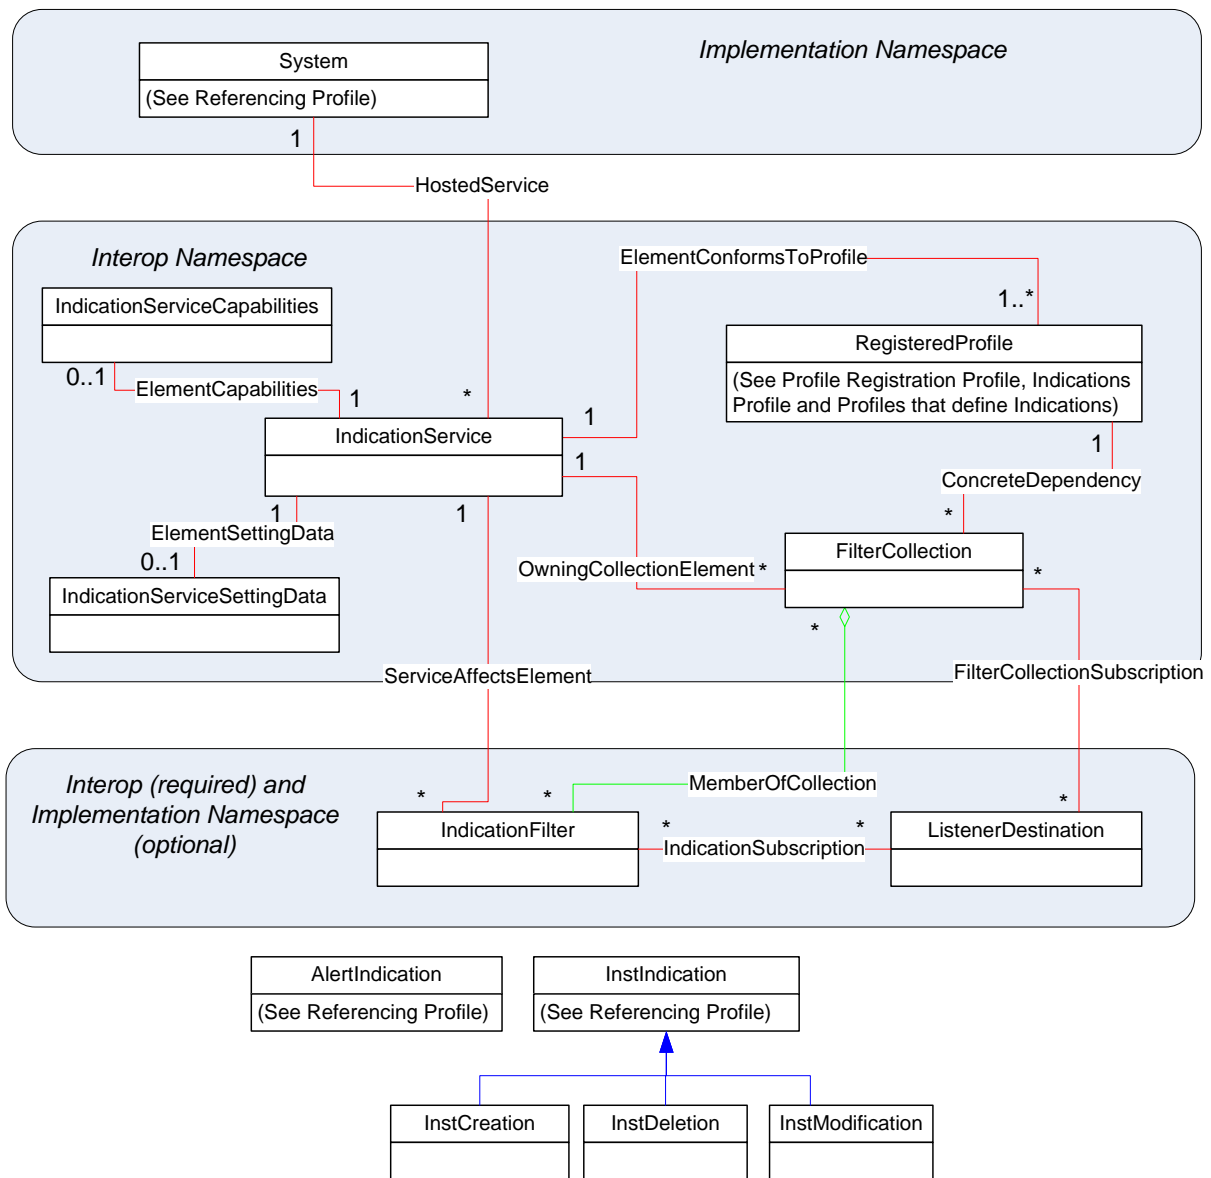 System
(See Referencing Profile)
Implementation Namespace
1
HostedService
Interop Namespace
ElementConformsToProfile
IndicationServiceCapabilities
1..*
RegisteredProfile
(See Profile Registration Profile, Indications
Profile and Profiles that define Indications)
0..1
ElementCapabilities
1
*
IndicationService
1
1
1
ConcreteDependency
*
1
1
ElementSettingData
0..1
IndicationServiceSettingData
OwningCollectionElement
*
FilterCollection
*
*
ServiceAffectsElement
FilterCollectionSubscription
Interop (required) and
Implementation Namespace
(optional)
MemberOfCollection
*
*
*
IndicationFilter
*
*
IndicationSubscription
ListenerDestination
AlertIndication
(See Referencing Profile)
InstIndication
(See Referencing Profile)
InstCreation
InstDeletion
InstModification